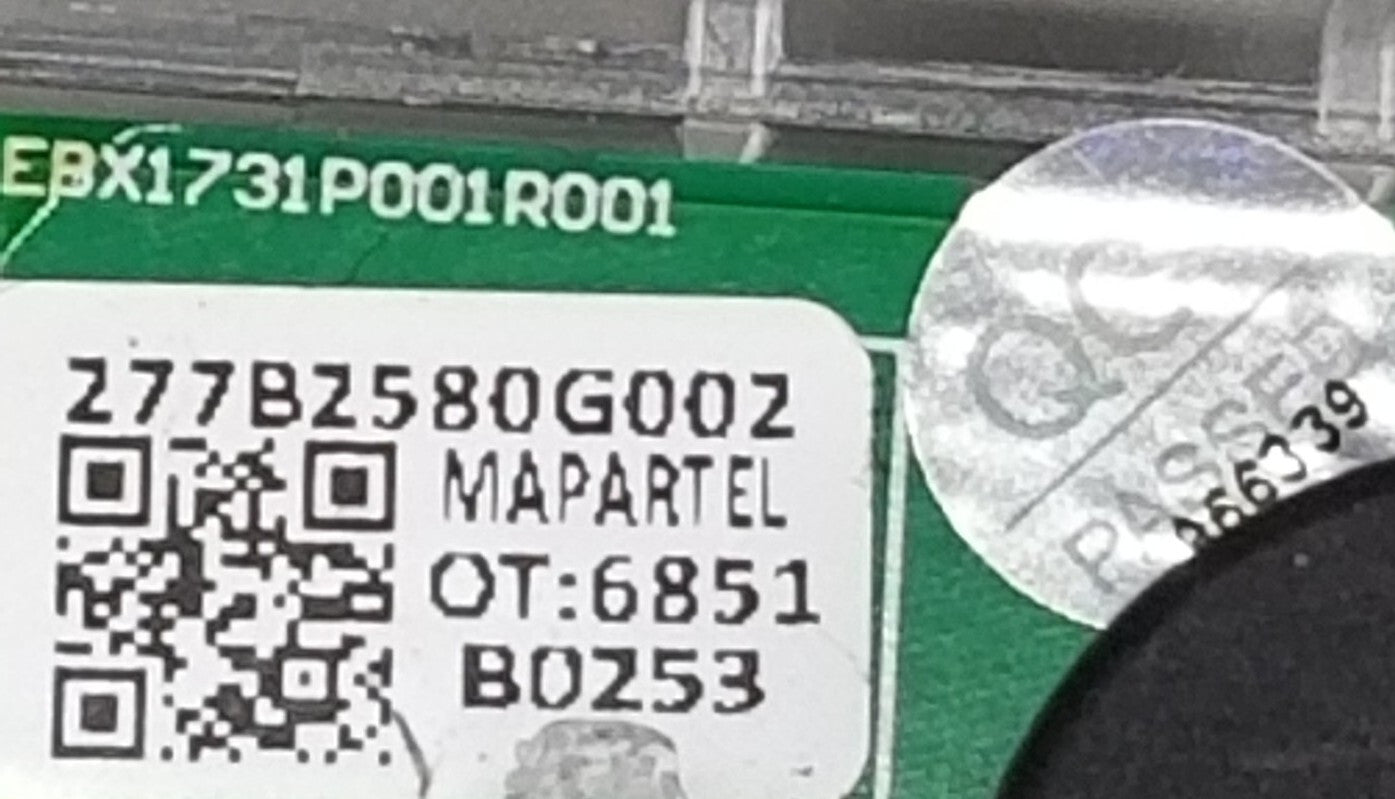 EBX1731P001R001
277B2580G002
MAPARTEL
OT:6851
B0253
QC
PASSED